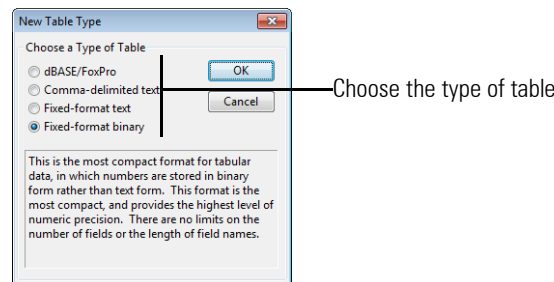 New Table Type
Choose a Type of Table
dBASE/FoxPro
OK
Comma-delimited text
Choose the type of table
Cancel
Fixed-format text
Fixed-format binary
This is the most compact format for tabular
data, in which numbers are stored in binary
form rather than text form.  This format is the
most compact, and provides the highest level of
numeric precision.  There are no limits on the
number of fields or the length of field names.